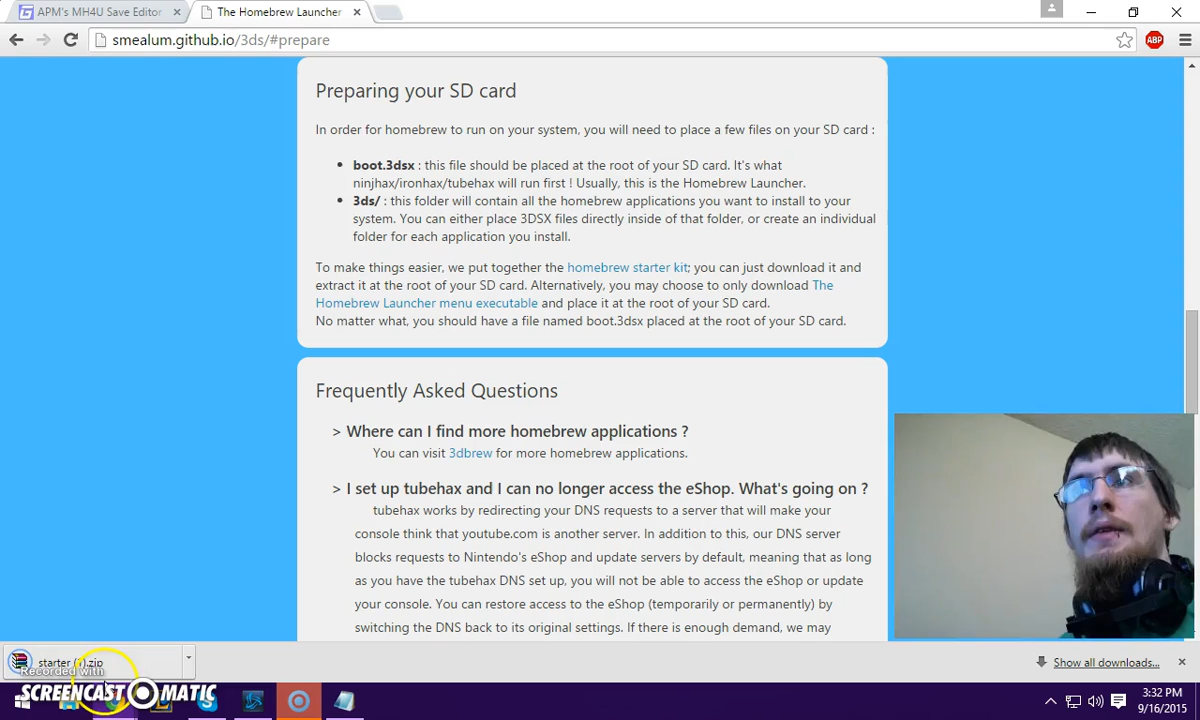 APM's MH4U Save Editor
The Homebrew Launcher
smealum.github.io/3ds/#prepare
ABP
Preparing your SD card
In order for homebrew to run on your system, you will need to place a few files on your SD card :
boot.3dsx : this file should be placed at the root of your SD card. It's what
ninjhax/ironhax/tubehax will run first ! Usually, this is the Homebrew Launcher.
3ds/ : this folder will contain all the homebrew applications you want to install to your
system. You can either place 3DSX files directly inside of that folder, or create an individual
folder for each application you install.
To make things easier, we put together the homebrew starter kit; you can just download it and
extract it at the root of your SD card. Alternatively, you may choose to only download The
Homebrew Launcher menu executable and place it at the root of your SD card.
No matter what, you should have a file named boot.3dsx placed at the root of your SD card.
Frequently Asked Questions
> Where can I find more homebrew applications ?
You can visit 3dbrew for more homebrew applications.
> I set up tubehax and I can no longer access the eShop. What's going on ?
tubehax works by redirecting your DNS requests to a server that will make your
console think that youtube.com is another server. In addition to this, our DNS server
blocks requests to Nintendo's eShop and update servers by default, meaning that as long
as you have the tubehax DNS set up, you will not be able to access the eShop or update
your console. You can restore access to the eShop (temporarily or permanently) by
switching the DNS back to its original settings. If there is enough demand, we may
starter (1).zip
Show all downloads...
Recorded with
SCREENCAST-O-MATIC
3:32 PM
9/16/2015